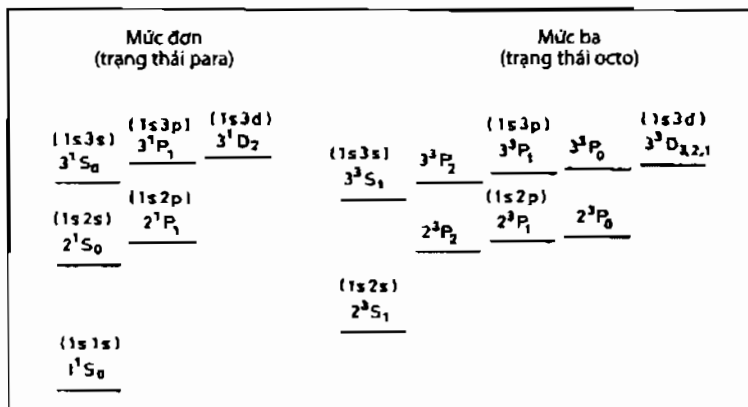 Mức đơn
(trạng thái para)
(1s3s)
3¹S₀
(1s3p)
3¹P₁
(1s3d)
3¹D₂
(1s2s)
2¹S₀
(1s2p)
2¹P₁
(1s1s)
1¹S₀
Mức ba
(trạng thái octo)
(1s3s)
3³S₁
3³P₂
(1s3p)
3³P₁
3³P₀
(1s3d)
3³D₃,₂,₁
2³P₂
(1s2p)
2³P₁
2³P₀
(1s2s)
2³S₁